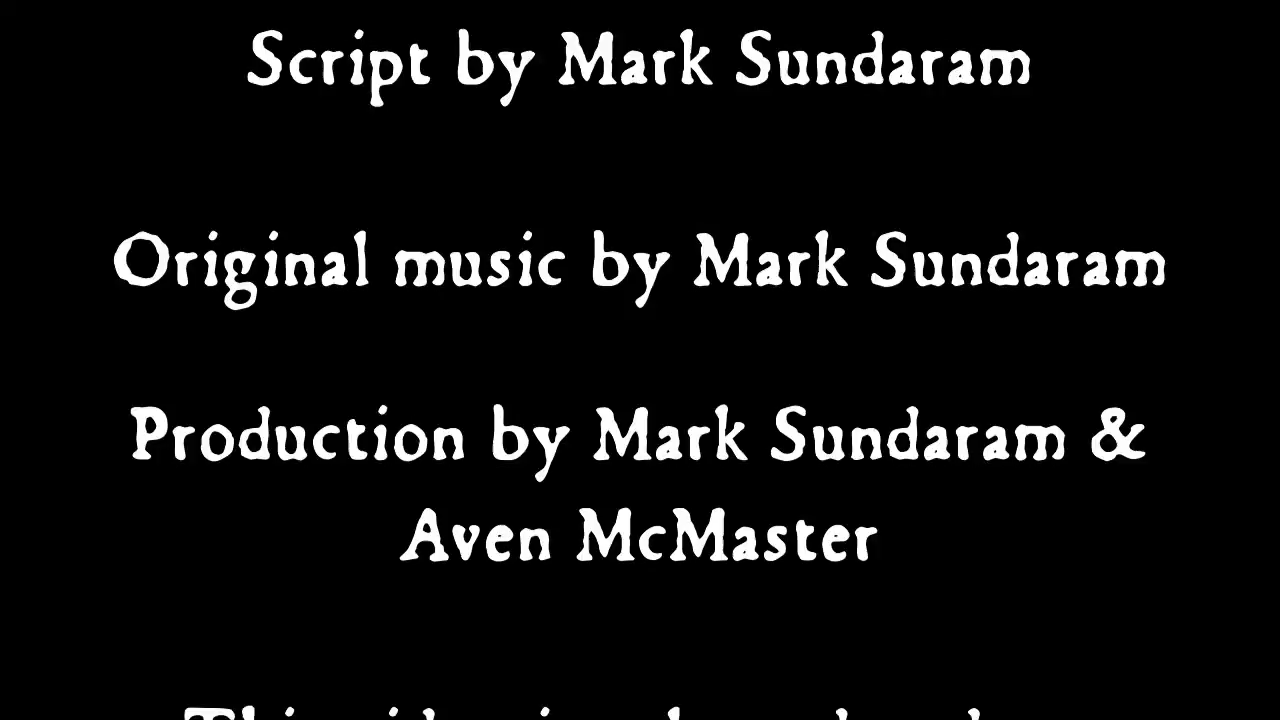 Script by Mark Sundaram
Original music by Mark Sundaram
Production by Mark Sundaram &
Aven McMaster